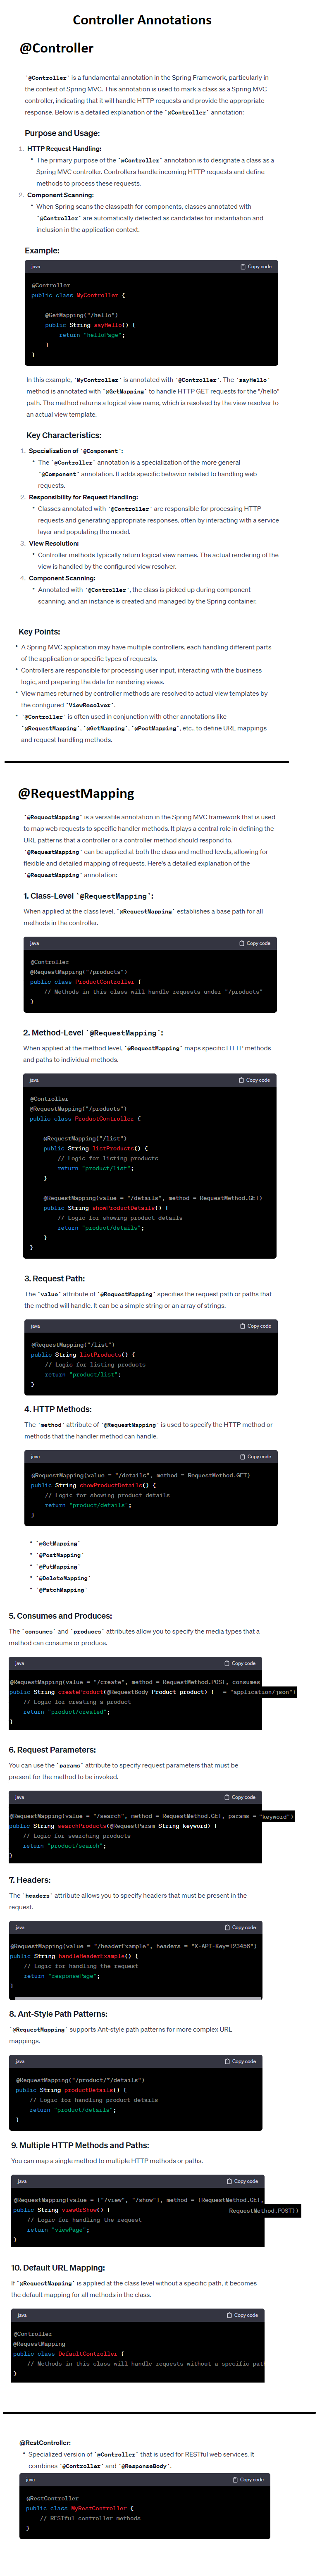 Controller Annotations
@Controller
`@Controller` is a fundamental annotation in the Spring Framework, particularly in
the context of Spring MVC. This annotation is used to mark a class as a Spring MVC
controller, indicating that it will handle HTTP requests and provide the appropriate
response. Below is a detailed explanation of the `@Controller` annotation:
Purpose and Usage:
1. HTTP Request Handling:
• The primary purpose of the `@Controller` annotation is to designate a class as a
Spring MVC controller. Controllers handle incoming HTTP requests and define
methods to process these requests.
2. Component Scanning:
• When Spring scans the classpath for components, classes annotated with
`@Controller` are automatically detected as candidates for instantiation and
inclusion in the application context.
Example:
java Copy code
@Controller
public class MyController {
@GetMapping("/hello")
public String sayHello() {
return "helloPage";
}
}
In this example, `MyController` is annotated with `@Controller`. The `sayHello`
method is annotated with `@GetMapping` to handle HTTP GET requests for the "/hello"
path. The method returns a logical view name, which is resolved by the view resolver to
an actual view template.
Key Characteristics:
1. Specialization of `@Component`:
• The `@Controller` annotation is a specialization of the more general
`@Component` annotation. It adds specific behavior related to handling web
requests.
2. Responsibility for Request Handling:
• Classes annotated with `@Controller` are responsible for processing HTTP
requests and generating appropriate responses, often by interacting with a service
layer and populating the model.
3. View Resolution:
• Controller methods typically return logical view names. The actual rendering of the
view is handled by the configured view resolver.
4. Component Scanning:
• Annotated with `@Controller`, the class is picked up during component
scanning, and an instance is created and managed by the Spring container.
Key Points:
• A Spring MVC application may have multiple controllers, each handling different parts
of the application or specific types of requests.
• Controllers are responsible for processing user input, interacting with the business
logic, and preparing the data for rendering views.
• View names returned by controller methods are resolved to actual view templates by
the configured `ViewResolver`.
• `@Controller` is often used in conjunction with other annotations like
`@RequestMapping`, `@GetMapping`, `@PostMapping`, etc., to define URL mappings
and request handling methods.
@RequestMapping
`@RequestMapping` is a versatile annotation in the Spring MVC framework that is used
to map web requests to specific handler methods. It plays a central role in defining the
URL patterns that a controller or a controller method should respond to.
`@RequestMapping` can be applied at both the class and method levels, allowing for
flexible and detailed mapping of requests. Here's a detailed explanation of the
`@RequestMapping` annotation:
1. Class-Level `@RequestMapping`:
When applied at the class level, `@RequestMapping` establishes a base path for all
methods in the controller.
java Copy code
@Controller
@RequestMapping("/products")
public class ProductController {
// Methods in this class will handle requests under "/products"
}
2. Method-Level `@RequestMapping`:
When applied at the method level, `@RequestMapping` maps specific HTTP methods
and paths to individual methods.
java Copy code
@Controller
@RequestMapping("/products")
public class ProductController {
@RequestMapping("/list")
public String listProducts() {
// Logic for listing products
return "product/list";
}
@RequestMapping(value = "/details", method = RequestMethod.GET)
public String showProductDetails() {
// Logic for showing product details
return "product/details";
}
}
3. Request Path:
The `value` attribute of `@RequestMapping` specifies the request path or paths that
the method will handle. It can be a simple string or an array of strings.
java Copy code
@RequestMapping("/list")
public String listProducts() {
// Logic for listing products
return "product/list";
}
4. HTTP Methods:
The `method` attribute of `@RequestMapping` is used to specify the HTTP method or
methods that the handler method can handle.
java Copy code
@RequestMapping(value = "/details", method = RequestMethod.GET)
public String showProductDetails() {
// Logic for showing product details
return "product/details";
}
• `@GetMapping`
• `@PostMapping`
• `@PutMapping`
• `@DeleteMapping`
• `@PatchMapping`
5. Consumes and Produces:
The `consumes` and `produces` attributes allow you to specify the media types that a
method can consume or produce.
java Copy code
@RequestMapping(value = "/create", method = RequestMethod.POST, consumes
public String createProduct(@RequestBody Product product) { = "application/json")
// Logic for creating a product
return "product/created";
}
6. Request Parameters:
You can use the `params` attribute to specify request parameters that must be
present for the method to be invoked.
java Copy code
@RequestMapping(value = "/search", method = RequestMethod.GET, params = "keyword")
public String searchProducts(@RequestParam String keyword) {
// Logic for searching products
return "product/search";
}
7. Headers:
The `headers` attribute allows you to specify headers that must be present in the
request.
java Copy code
@RequestMapping(value = "/headerExample", headers = "X-API-Key=123456")
public String handleHeaderExample() {
// Logic for handling the request
return "responsePage";
}
8. Ant-Style Path Patterns:
`@RequestMapping` supports Ant-style path patterns for more complex URL
mappings.
java Copy code
@RequestMapping("/product/*/details")
public String productDetails() {
// Logic for handling product details
return "product/details";
}
9. Multiple HTTP Methods and Paths:
You can map a single method to multiple HTTP methods or paths.
java Copy code
@RequestMapping(value = {"/view", "/show"}, method = {RequestMethod.GET,
public String viewOrShow() { RequestMethod.POST})
// Logic for handling the request
return "viewPage";
}
10. Default URL Mapping:
If `@RequestMapping` is applied at the class level without a specific path, it becomes
the default mapping for all methods in the class.
java Copy code
@Controller
@RequestMapping
public class DefaultController {
// Methods in this class will handle requests without a specific pat
}
@RestController:
• Specialized version of `@Controller` that is used for RESTful web services. It
combines `@Controller` and `@ResponseBody`.
java Copy code
@RestController
public class MyRestController {
// RESTful controller methods
}